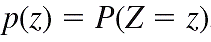 p(z) = P(Z = z)